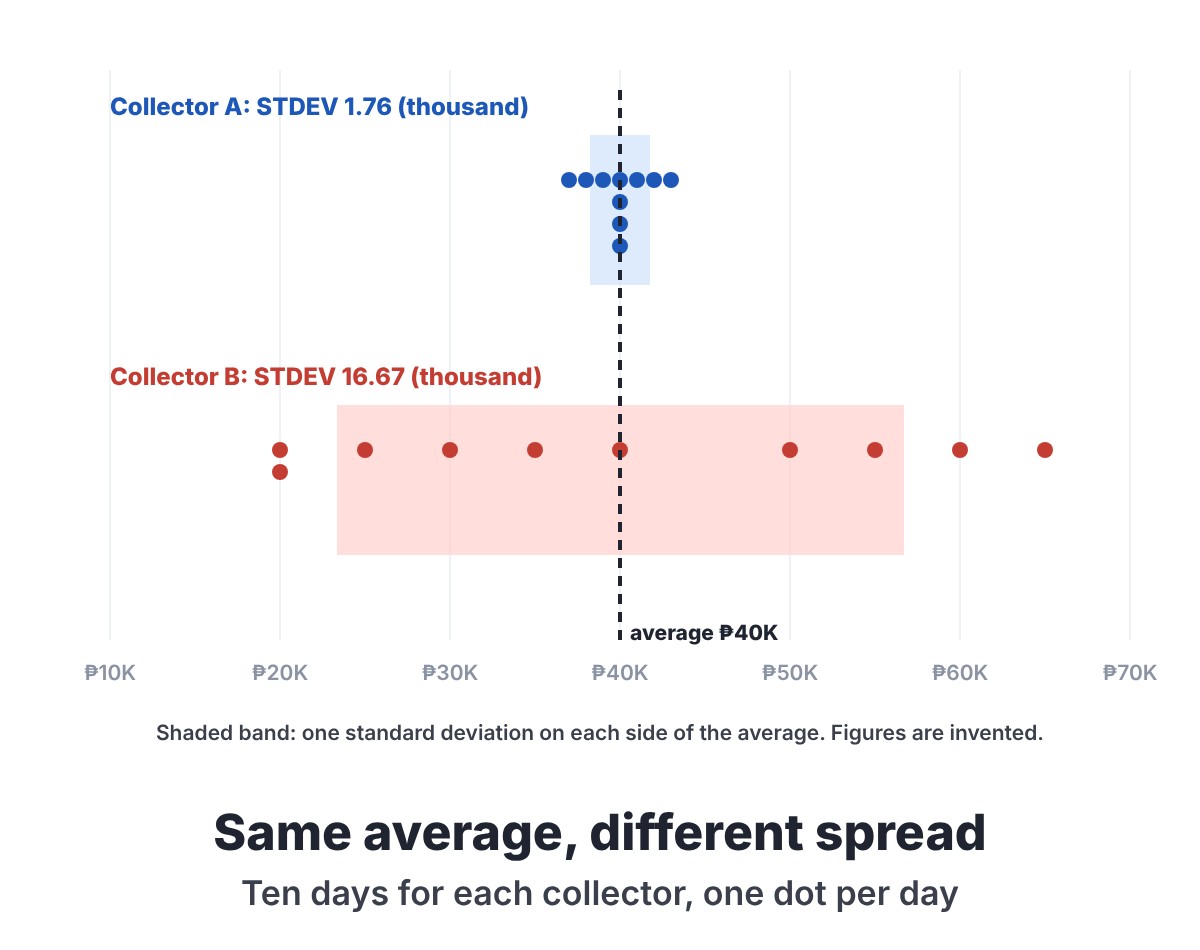 Collector A: STDEV 1.76 (thousand)
Collector B: STDEV 16.67 (thousand)
average ₱40K
₱10K ₱20K ₱30K ₱40K ₱50K ₱60K ₱70K
Shaded band: one standard deviation on each side of the average. Figures are invented.
Same average, different spread
Ten days for each collector, one dot per day